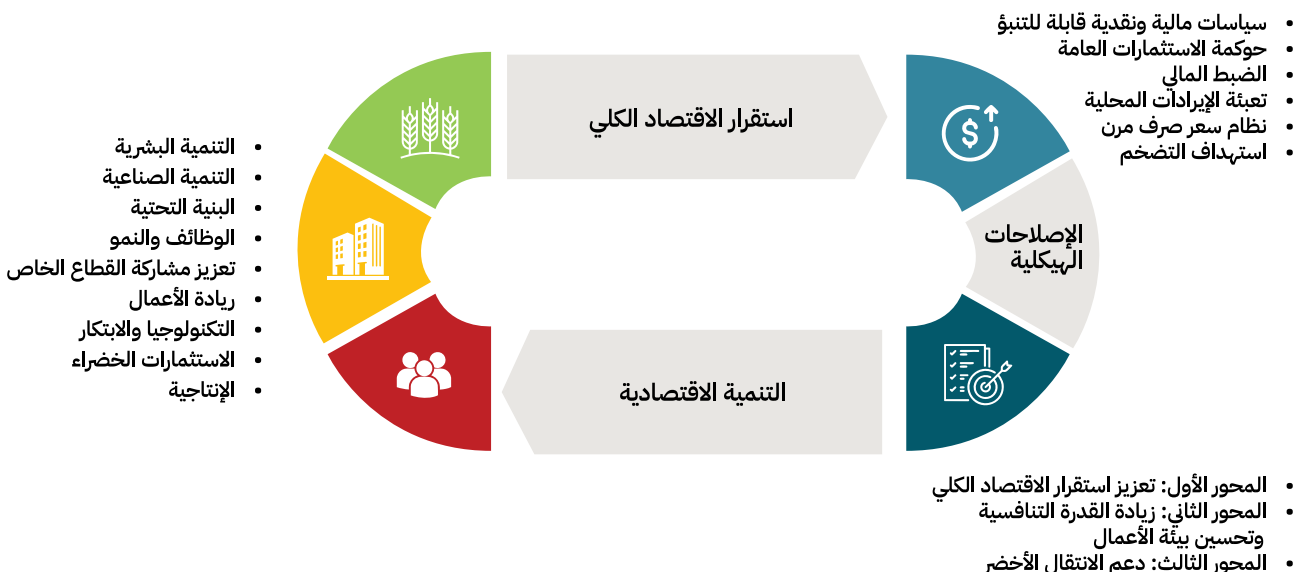 • سياسات مالية ونقدية قابلة للتنبؤ
• حوكمة الاستثمارات العامة
• الضبط المالي
• تعبئة الإيرادات المحلية
• نظام سعر صرف مرن
• استهداف التضخم
استقرار الاقتصاد الكلي
الإصلاحات
الهيكلية
• التنمية البشرية
• التنمية الصناعية
• البنية التحتية
• الوظائف والنمو
• تعزيز مشاركة القطاع الخاص
• ريادة الأعمال
• التكنولوجيا والابتكار
• الاستثمارات الخضراء
• الإنتاجية
التنمية الاقتصادية
• المحور الأول: تعزيز استقرار الاقتصاد الكلي
• المحور الثاني: زيادة القدرة التنافسية
وتحسين بيئة الأعمال
• المحور الثالث: دعم الانتقال الأخضر